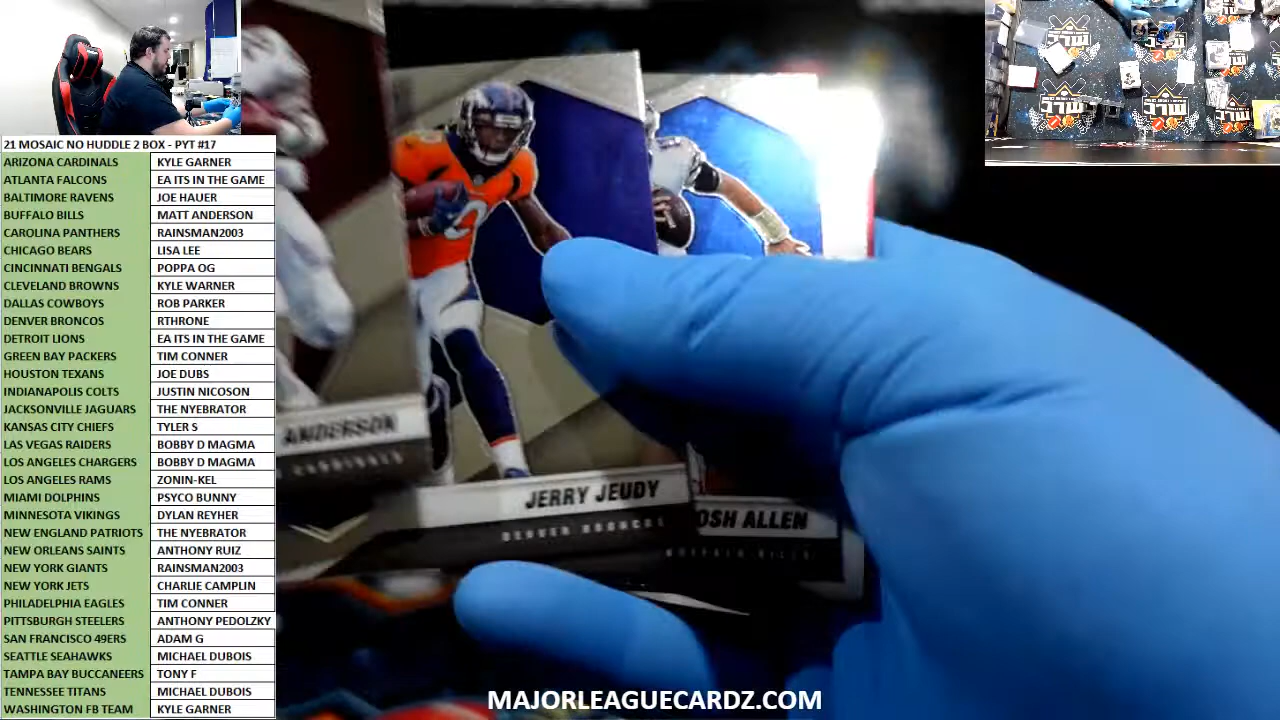 21 MOSAIC NO HUDDLE 2 BOX - PYT #17
ARIZONA CARDINALS KYLE GARNER
ATLANTA FALCONS EA ITS IN THE GAME
BALTIMORE RAVENS JOE HAUER
BUFFALO BILLS MATT ANDERSON
CAROLINA PANTHERS RAINSMAN2003
CHICAGO BEARS LISA LEE
CINCINNATI BENGALS POPPA OG
CLEVELAND BROWNS KYLE WARNER
DALLAS COWBOYS ROB PARKER
DENVER BRONCOS RTHRONE
DETROIT LIONS EA ITS IN THE GAME
GREEN BAY PACKERS TIM CONNER
HOUSTON TEXANS JOE DUBS
INDIANAPOLIS COLTS JUSTIN NICOSON
JACKSONVILLE JAGUARS THE NYEBRATOR
KANSAS CITY CHIEFS TYLER S
LAS VEGAS RAIDERS BOBBY D MAGMA
LOS ANGELES CHARGERS BOBBY D MAGMA
LOS ANGELES RAMS ZONIN-KEL
MIAMI DOLPHINS PSYCO BUNNY
MINNESOTA VIKINGS DYLAN REYHER
NEW ENGLAND PATRIOTS THE NYEBRATOR
NEW ORLEANS SAINTS ANTHONY RUIZ
NEW YORK GIANTS RAINSMAN2003
NEW YORK JETS CHARLIE CAMPLIN
PHILADELPHIA EAGLES TIM CONNER
PITTSBURGH STEELERS ANTHONY PEDOLZKY
SAN FRANCISCO 49ERS ADAM G
SEATTLE SEAHAWKS MICHAEL DUBOIS
TAMPA BAY BUCCANEERS TONY F
TENNESSEE TITANS MICHAEL DUBOIS
WASHINGTON FB TEAM KYLE GARNER
ANDERSON
CARDINALS
JERRY JEUDY
DENVER BRONCOS
OSH ALLEN
BUFFALO BILLS
MAJORLEAGUECARDZ.COM